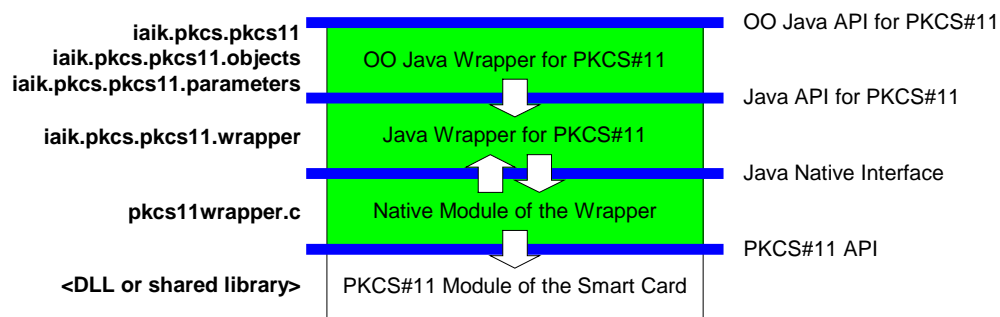 OO Java API for PKCS#11
iaik.pkcs.pkcs11
iaik.pkcs.pkcs11.objects
iaik.pkcs.pkcs11.parameters
OO Java Wrapper for PKCS#11
Java API for PKCS#11
iaik.pkcs.pkcs11.wrapper
Java Wrapper for PKCS#11
Java Native Interface
pkcs11wrapper.c
Native Module of the Wrapper
PKCS#11 API
<DLL or shared library>
PKCS#11 Module of the Smart Card